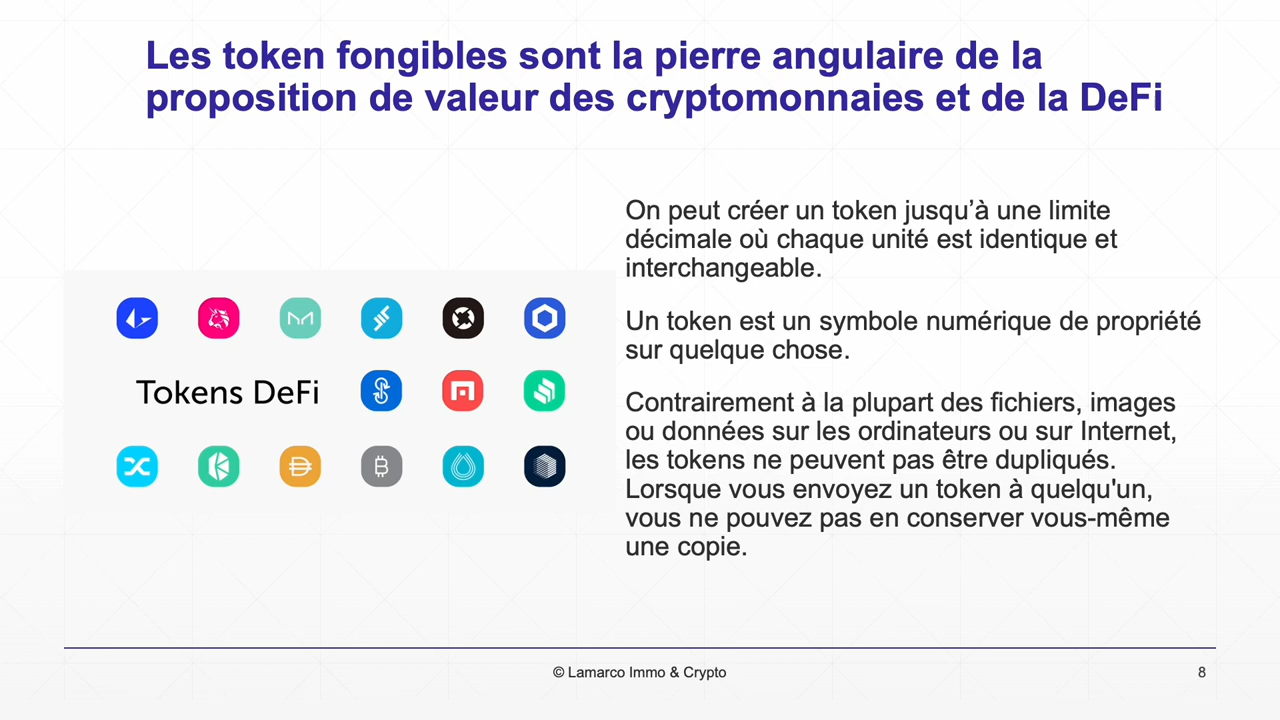 Les token fongibles sont la pierre angulaire de la
proposition de valeur des cryptomonnaies et de la DeFi
Tokens DeFi
On peut créer un token jusqu’à une limite
décimale où chaque unité est identique et
interchangeable.
Un token est un symbole numérique de propriété
sur quelque chose.
Contrairement à la plupart des fichiers, images
ou données sur les ordinateurs ou sur Internet,
les tokens ne peuvent pas être dupliqués.
Lorsque vous envoyez un token à quelqu'un,
vous ne pouvez pas en conserver vous-même
une copie.
© Lamarco Immo & Crypto
8